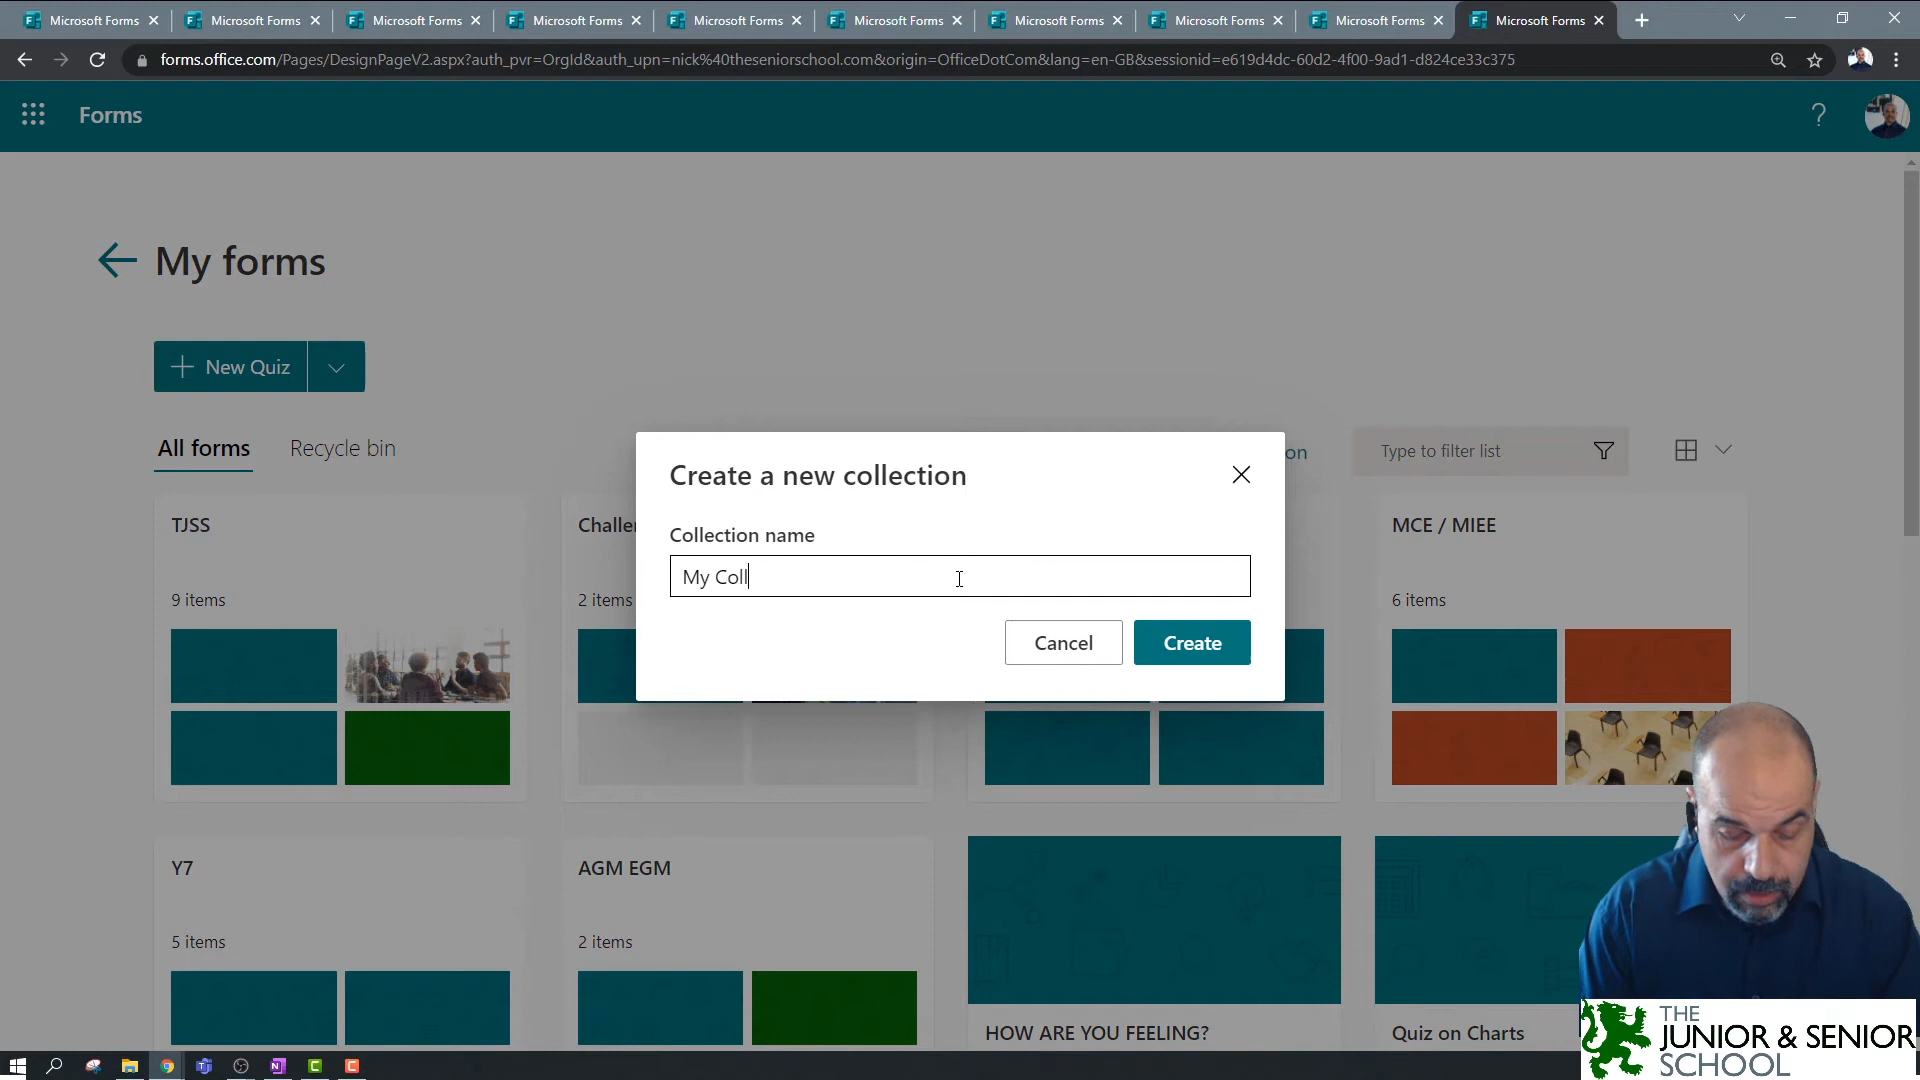 Microsoft Forms Microsoft Forms Microsoft Forms Microsoft Forms Microsoft Forms Microsoft Forms Microsoft Forms Microsoft Forms Microsoft Forms Microsoft Forms
forms.office.com/Pages/DesignPageV2.aspx?auth_pvr=OrgId&auth_upn=nick%40theseniorschool.com&origin=OfficeDotCom&lang=en-GB&sessionid=e619d4dc-60d2-4f00-9ad1-d824ce33c375
Forms
?
My forms
New Quiz
All forms
Recycle bin
on
Type to filter list
Create a new collection
Collection name
My Coll
Cancel
Create
TJSS
9 items
Challe
2 items
MCE / MIEE
6 items
Y7
5 items
AGM EGM
2 items
HOW ARE YOU FEELING?
Quiz on Charts
THE
JUNIOR & SENIOR
SCHOOL